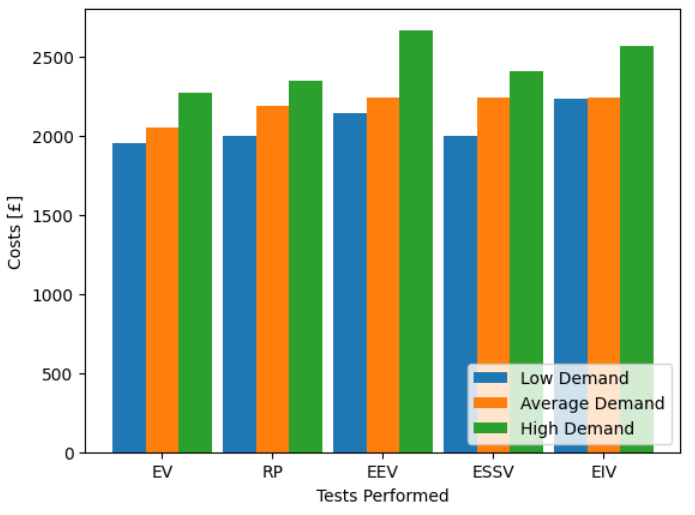 Costs [£]
2500
2000
1500
1000
500
0
EV RP EEV ESSV EIV
Tests Performed
Low Demand
Average Demand
High Demand